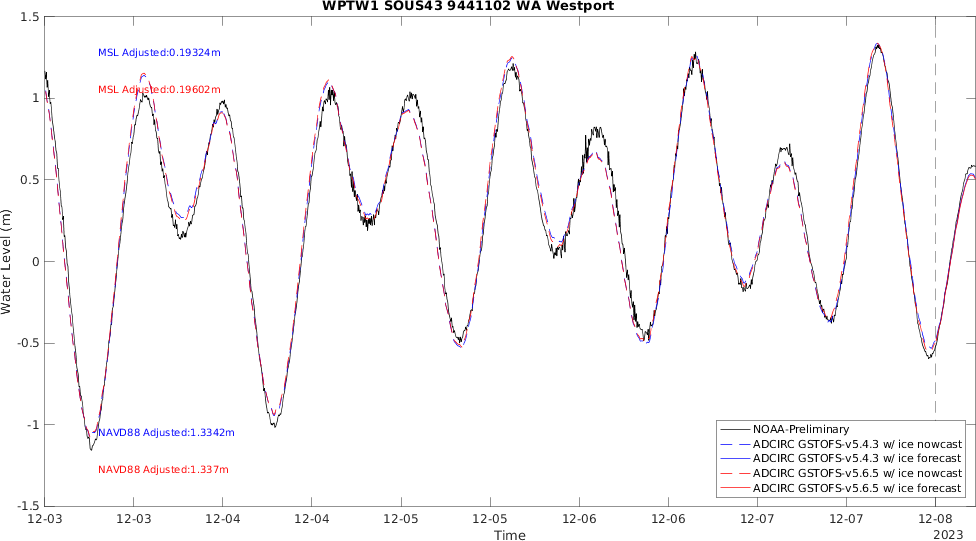 WPTW1 SOUS43 9441102 WA Westport
1.5
1
0.5
0
-0.5
-1
-1.5
Water Level (m)
MSL Adjusted:0.19324m
MSL Adjusted:0.19602m
NAVD88 Adjusted:1.3342m
NAVD88 Adjusted:1.337m
NOAA-Preliminary
ADCIRC GSTOFS-v5.4.3 w/ ice nowcast
ADCIRC GSTOFS-v5.4.3 w/ ice forecast
ADCIRC GSTOFS-v5.6.5 w/ ice nowcast
ADCIRC GSTOFS-v5.6.5 w/ ice forecast
12-03 12-03 12-04 12-04 12-05 12-05 12-06 12-06 12-07 12-07 12-08
Time
2023